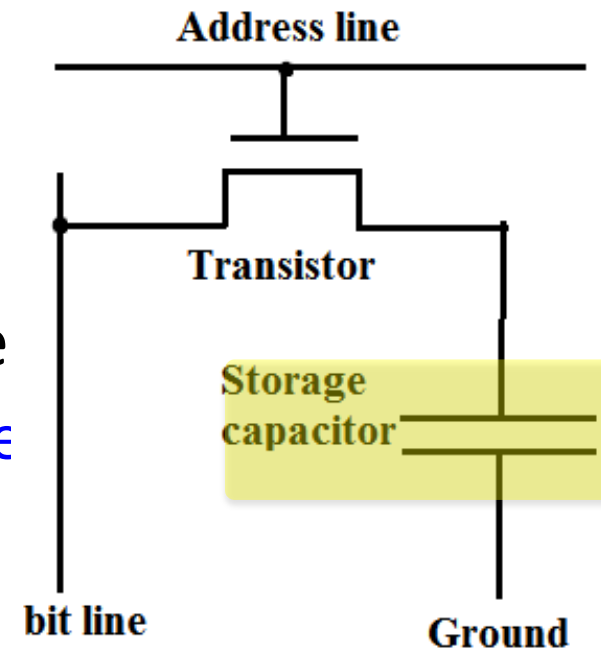 Address line
Transistor
e
Storage
capacitor
e
bit line
Ground